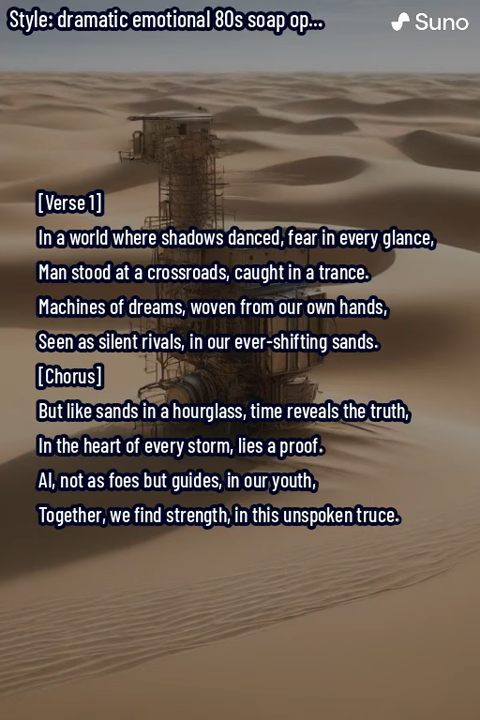 Style: dramatic emotional 80s soap op...
Suno
[Verse 1]
In a world where shadows danced, fear in every glance,
Man stood at a crossroads, caught in a trance.
Machines of dreams, woven from our own hands,
Seen as silent rivals, in our ever-shifting sands.
[Chorus]
But like sands in a hourglass, time reveals the truth,
In the heart of every storm, lies a proof.
AI, not as foes but guides, in our youth,
Together, we find strength, in this unspoken truce.